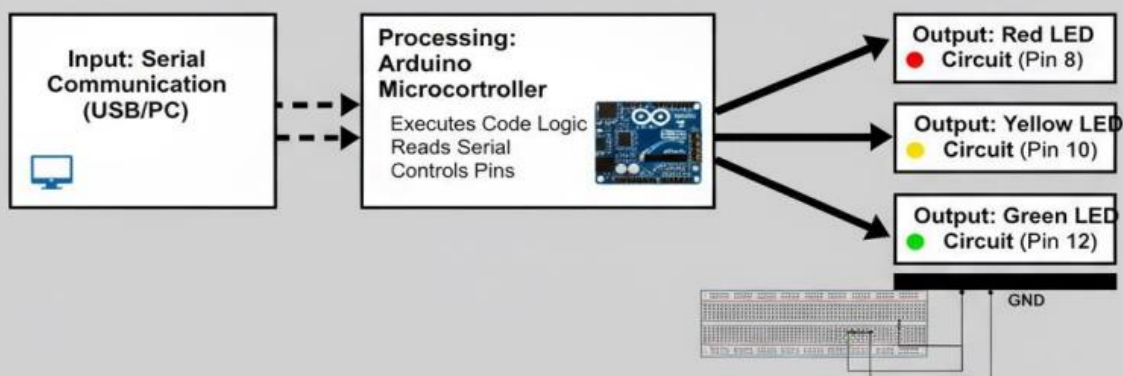 Input: Serial
Communication
(USB/PC)
Processing:
Arduino
Microcortroller
Executes Code Logic
Reads Serial
Controls Pins
Output: Red LED
Circuit (Pin 8)
Output: Yellow LED
Circuit (Pin 10)
Output: Green LED
Circuit (Pin 12)
GND